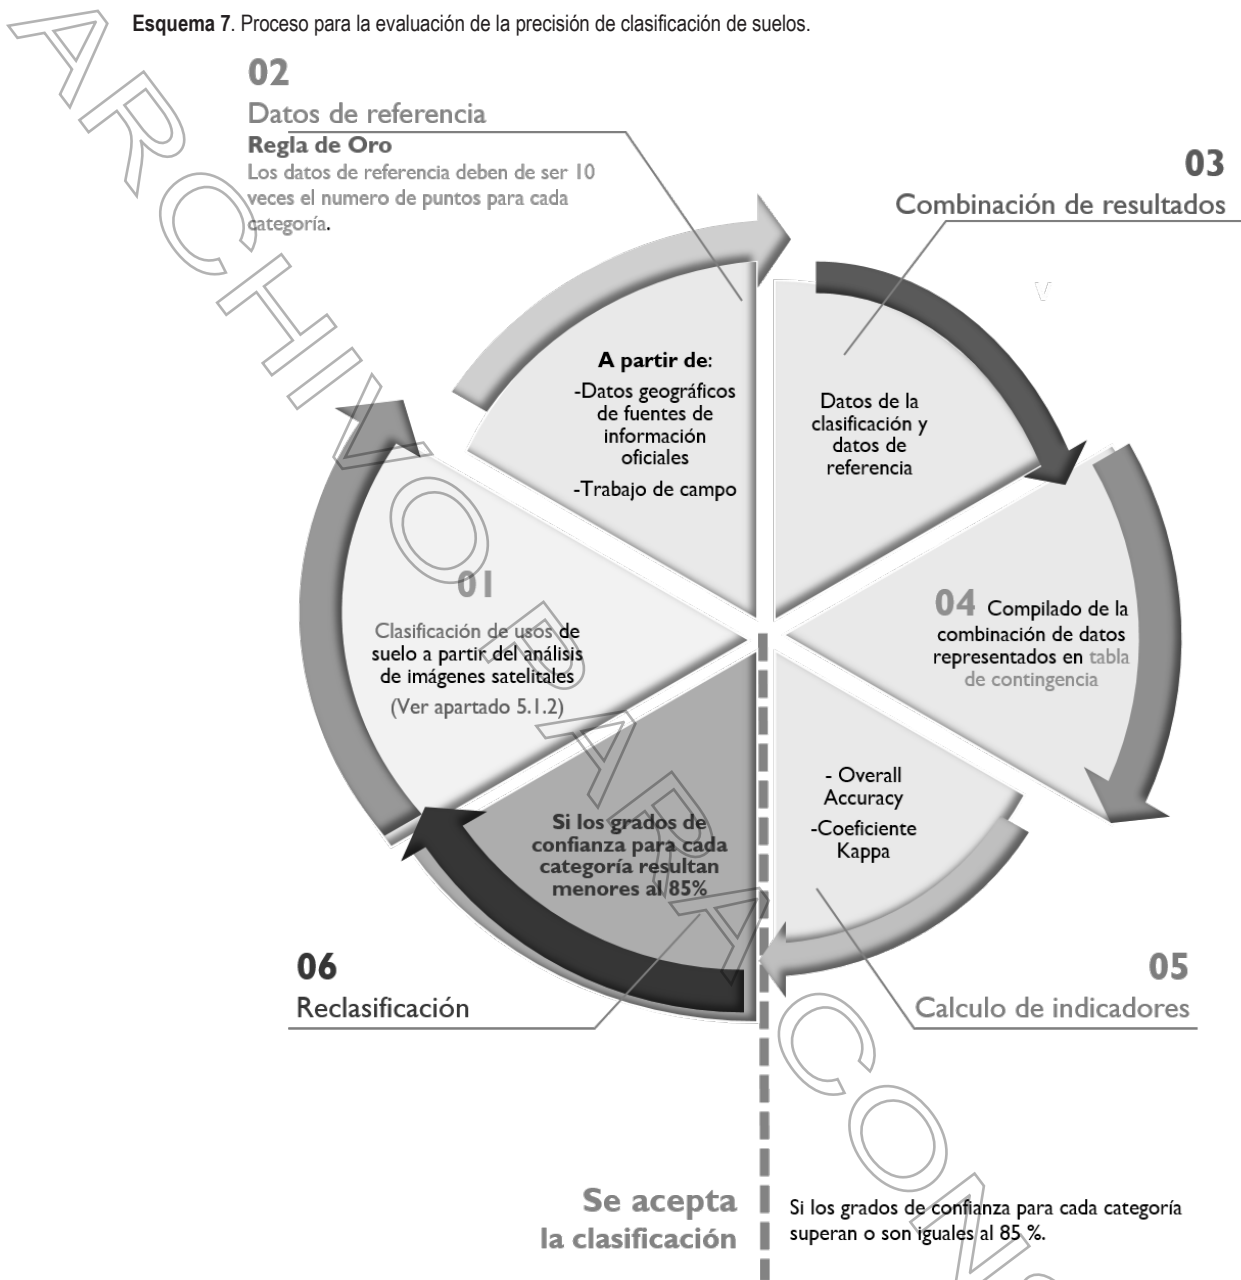 Esquema 7. Proceso para la evaluación de la precisión de clasificación de suelos.
02
Datos de referencia
Regla de Oro
Los datos de referencia deben de ser 10
veces el numero de puntos para cada
categoría.
03
Combinación de resultados
A partir de:
-Datos geográficos
de fuentes de
información
oficiales
-Trabajo de campo
Datos de la
clasificación y
datos de
referencia
01
Clasificación de usos de
suelo a partir del análisis
de imágenes satelitales
(Ver apartado 5.1.2)
04 Compilado de la
combinación de datos
representados en tabla
de contingencia
- Overall
Accuracy
-Coeficiente
Kappa
Si los grados de
confianza para cada
categoría resultan
menores al 85%
06
Reclasificación
05
Calculo de indicadores
Se acepta
la clasificación
Si los grados de confianza para cada categoría
superan o son iguales al 85 %.
ARCHIVO PARA CONS
V